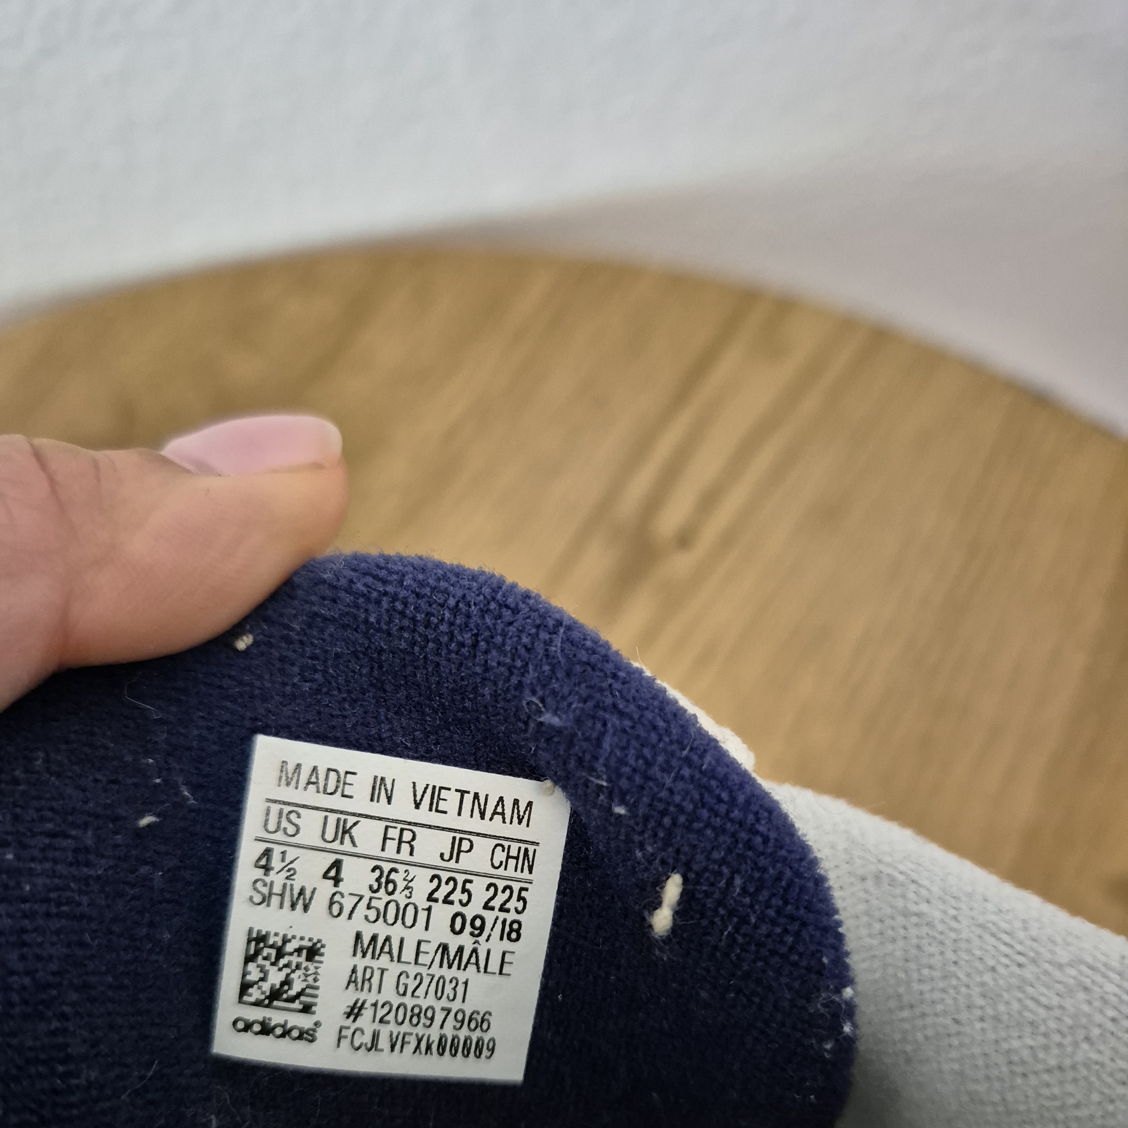 MADE IN VIETNAM
US UK FR JP CHN
4½ 4 36⅔ 225 225
SHW 675001 09/18
MALE/MÂLE
ART G27031
#120897966
adidas® FCJLVFXk00009